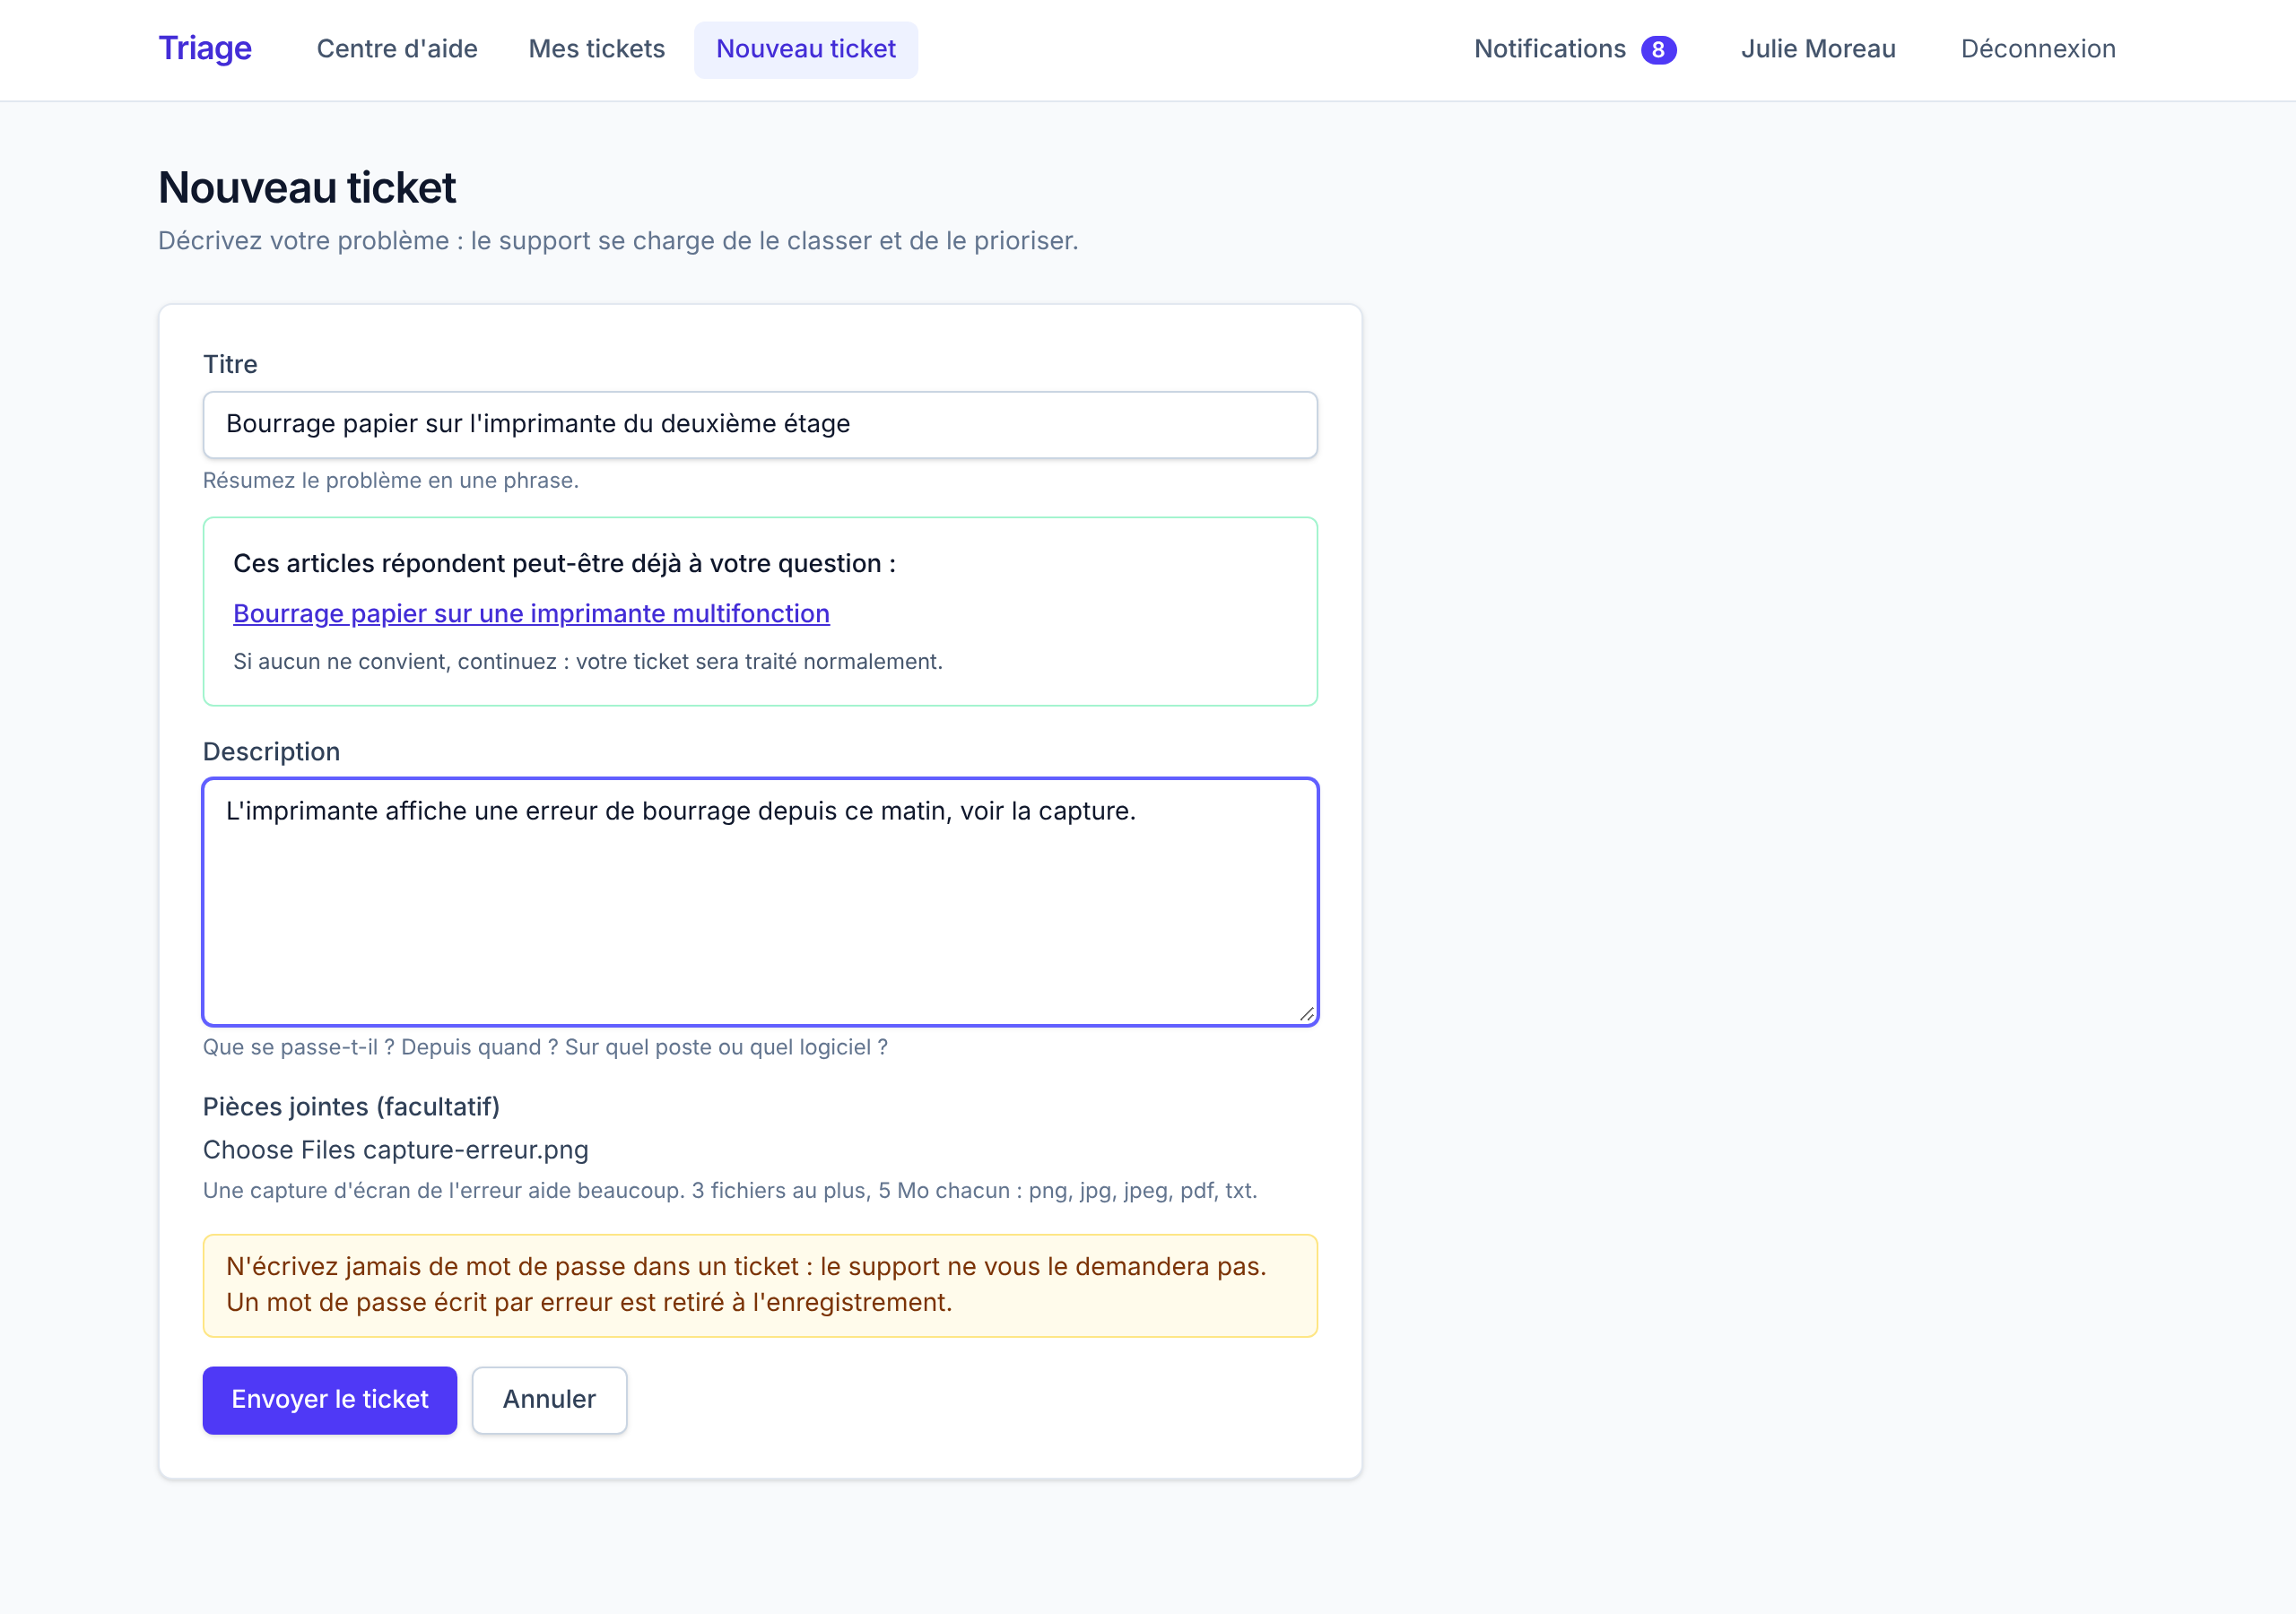 Triage
Centre d'aide
Mes tickets
Nouveau ticket
Notifications 8
Julie Moreau
Déconnexion
Nouveau ticket
Décrivez votre problème : le support se charge de le classer et de le prioriser.
Titre
Bourrage papier sur l'imprimante du deuxième étage
Résumez le problème en une phrase.
Ces articles répondent peut-être déjà à votre question :
Bourrage papier sur une imprimante multifonction
Si aucun ne convient, continuez : votre ticket sera traité normalement.
Description
L'imprimante affiche une erreur de bourrage depuis ce matin, voir la capture.
Que se passe-t-il ? Depuis quand ? Sur quel poste ou quel logiciel ?
Pièces jointes (facultatif)
Choose Files capture-erreur.png
Une capture d'écran de l'erreur aide beaucoup. 3 fichiers au plus, 5 Mo chacun : png, jpg, jpeg, pdf, txt.
N'écrivez jamais de mot de passe dans un ticket : le support ne vous le demandera pas.
Un mot de passe écrit par erreur est retiré à l'enregistrement.
Envoyer le ticket
Annuler